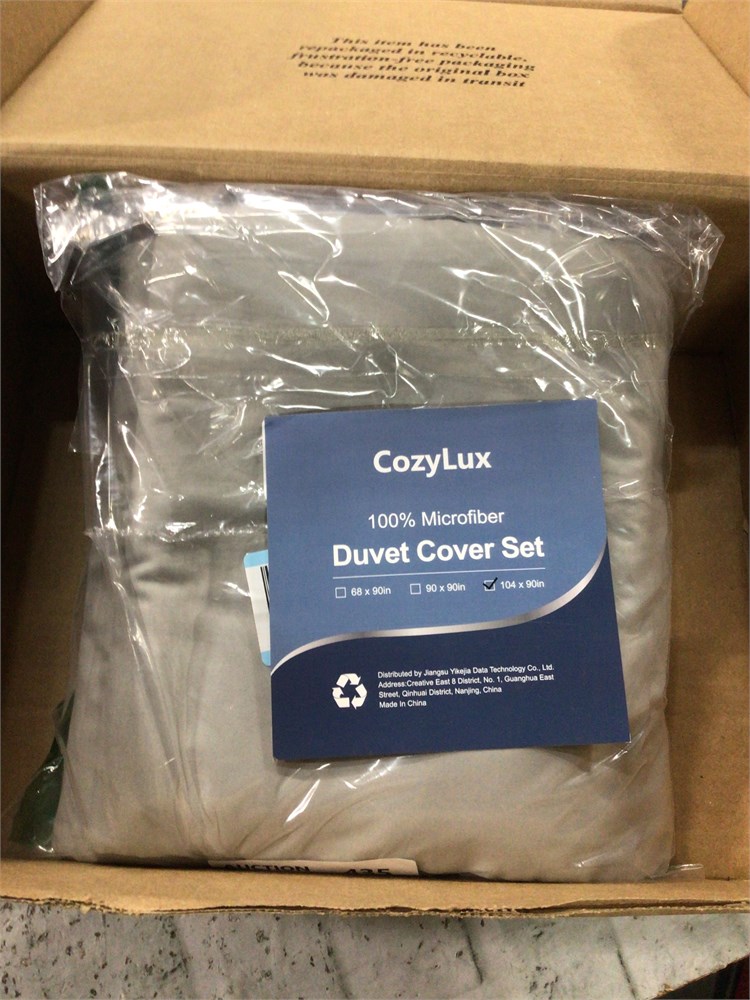 This item has been
repackaged in recyclable,
frustration-free packaging
because the original box
was damaged in transit
CozyLux
100% Microfiber
Duvet Cover Set
68 x 90in 90 x 90in 104 x 90in
Distributed by Jiangsu Yikejia Data Technology Co., Ltd.
Address:Creative East 8 District, No. 1, Guanghua East
Street, Qinhuai District, Nanjing, China
Made In China
AUCTION 435